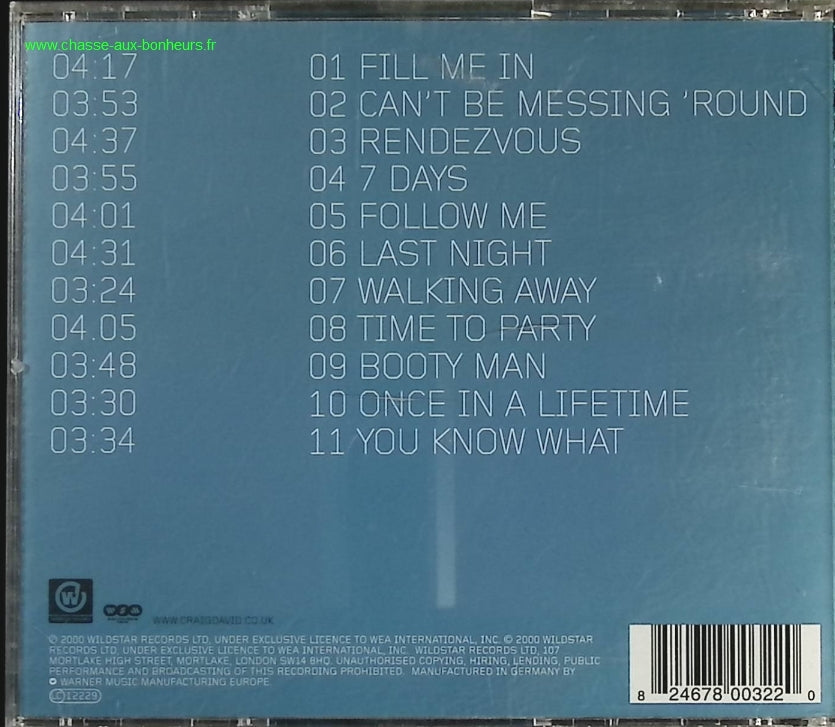 www.chasse-aux-bonheurs.fr
04:17 01 FILL ME IN
03:53 02 CAN'T BE MESSING 'ROUND
04:37 03 RENDEZVOUS
03:55 04 7 DAYS
04:01 05 FOLLOW ME
04:31 06 LAST NIGHT
03:24 07 WALKING AWAY
04.05 08 TIME TO PARTY
03:48 09 BOOTY MAN
03:30 10 ONCE IN A LIFETIME
03:34 11 YOU KNOW WHAT
WWW.CRAIGDAVID.CO.UK
℗ 2000 WILDSTAR RECORDS LTD, UNDER EXCLUSIVE LICENCE TO WEA INTERNATIONAL, INC. © 2000 WILDSTAR
RECORDS LTD, UNDER EXCLUSIVE LICENCE TO WEA INTERNATIONAL, INC. WILDSTAR RECORDS LTD, 107
MORTLAKE HIGH STREET, MORTLAKE, LONDON SW14 8HQ. UNAUTHORISED COPYING, HIRING, LENDING, PUBLIC
PERFORMANCE AND BROADCASTING OF THIS RECORDING PROHIBITED. MANUFACTURED IN GERMANY BY
WARNER MUSIC MANUFACTURING EUROPE.
LC 12229
8 24678 00322 0